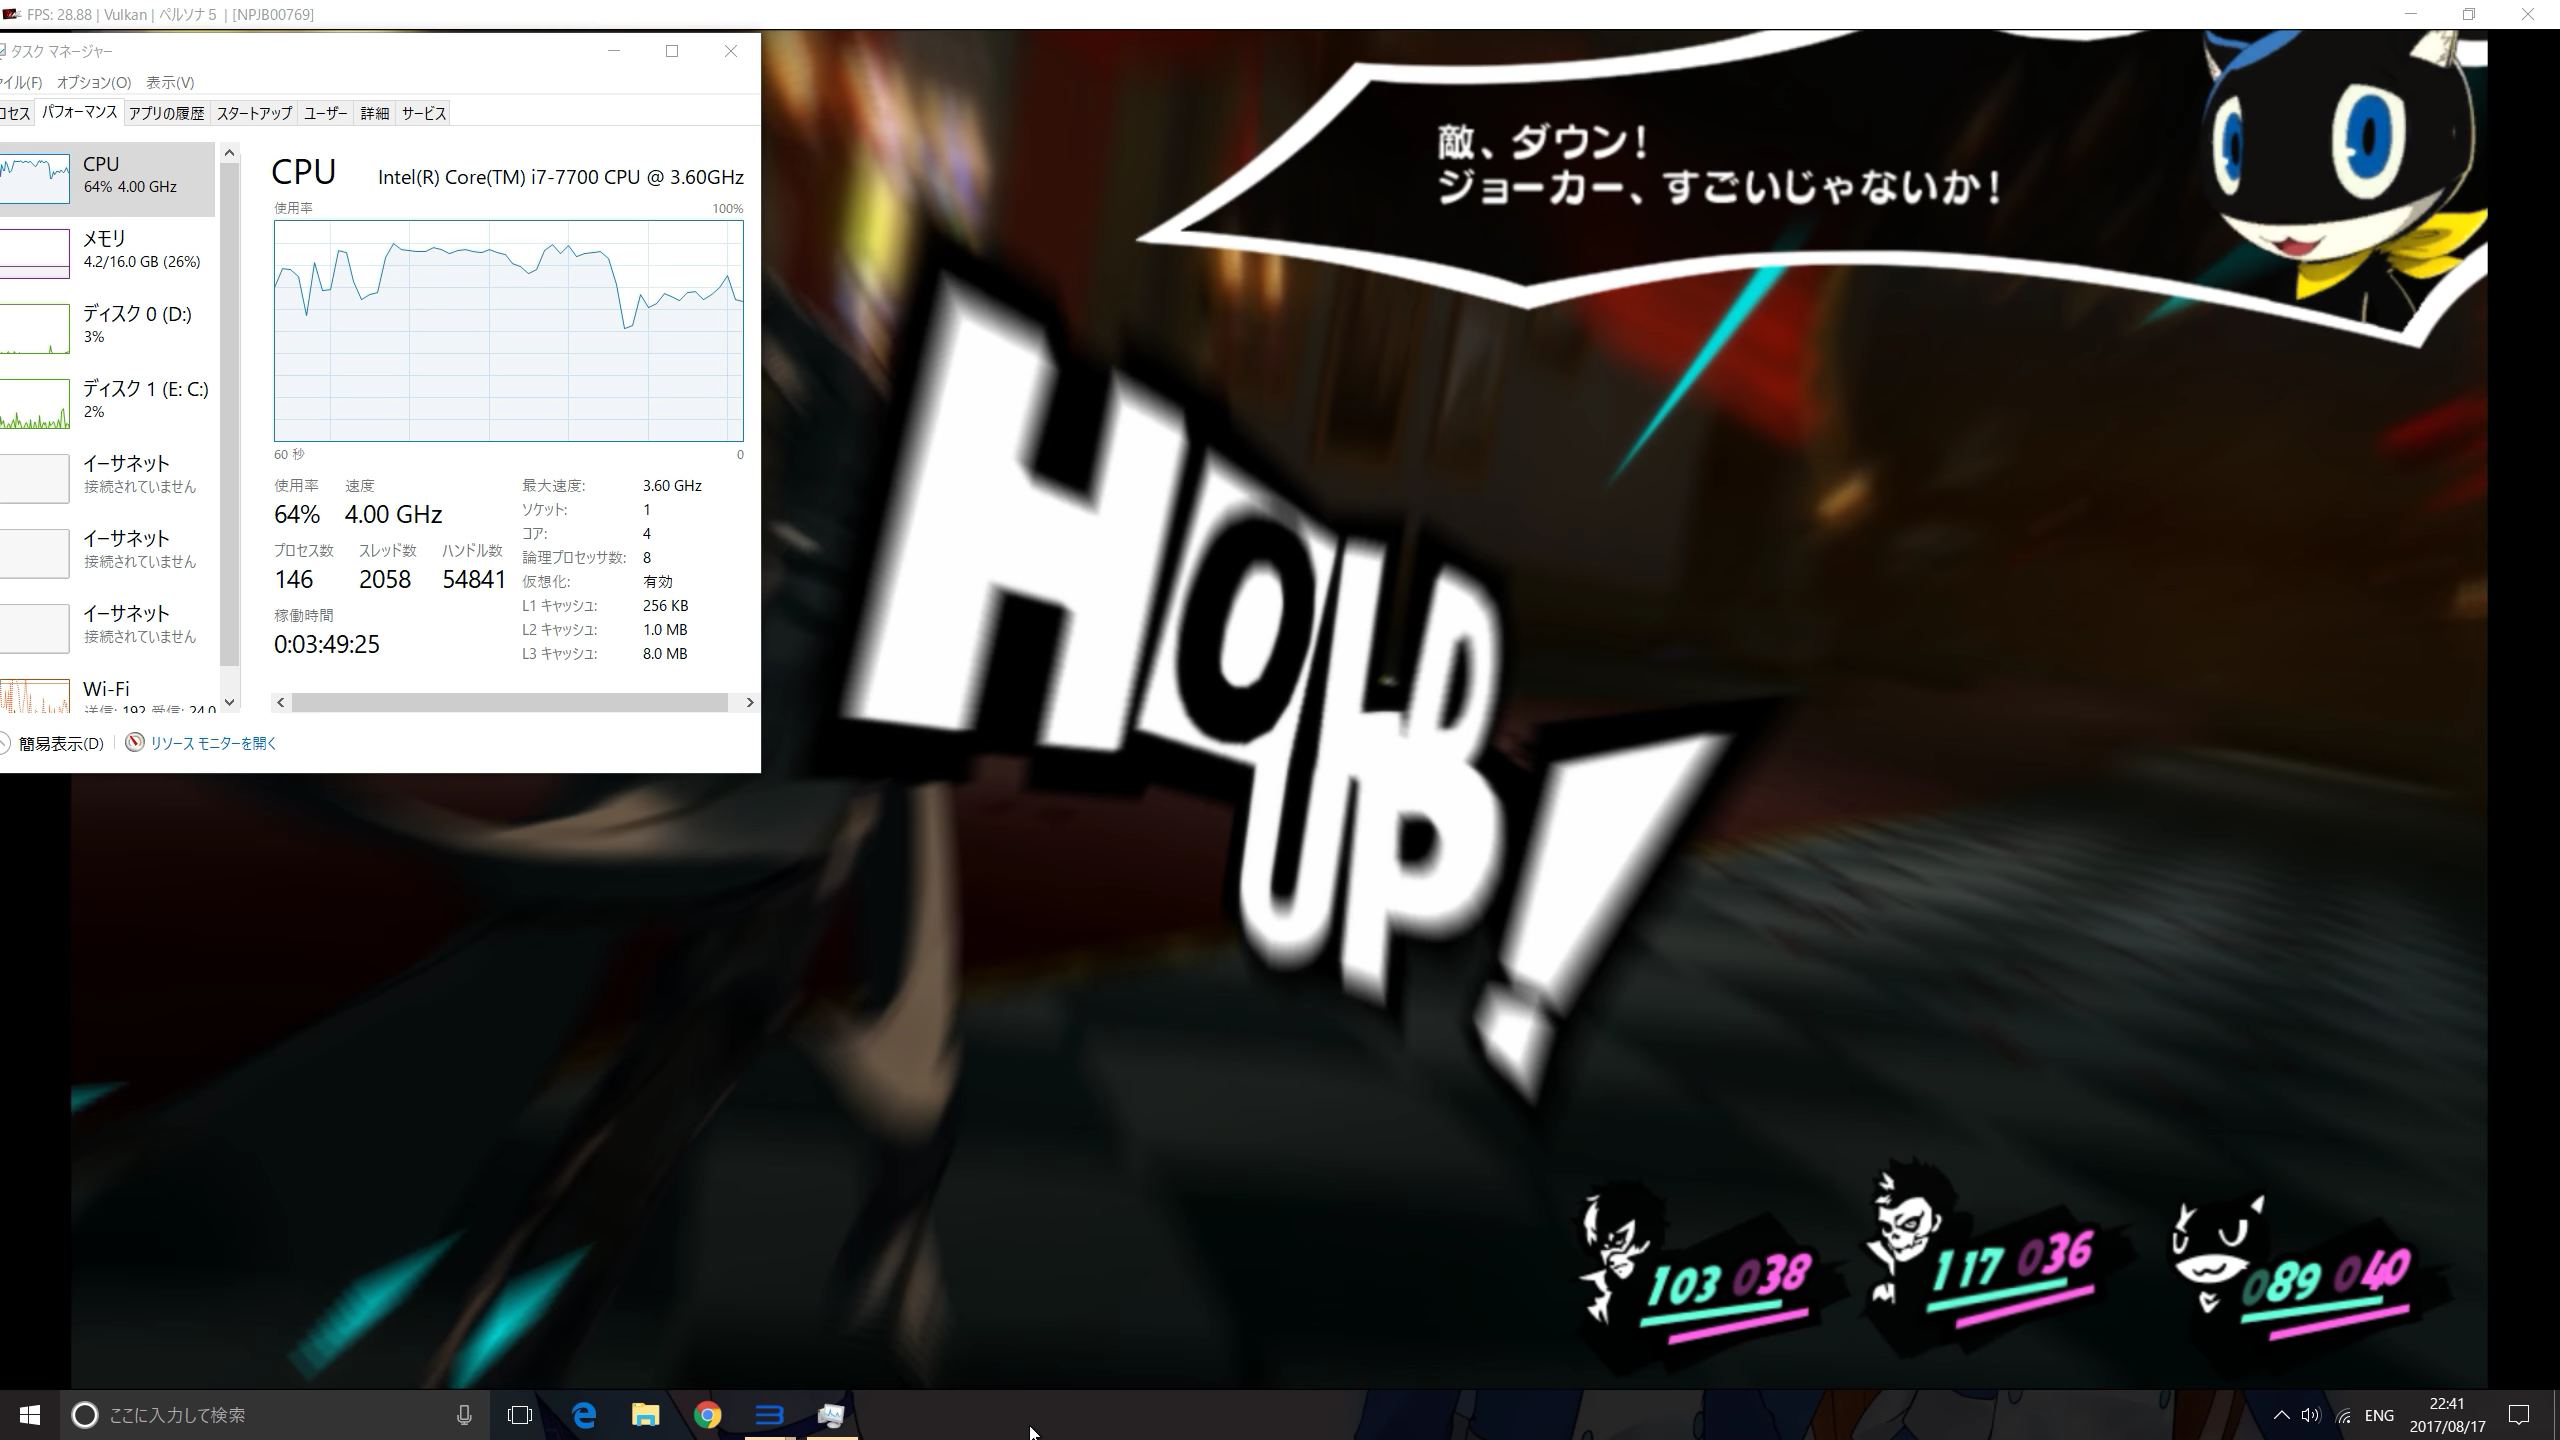 FPS: 28.88 | Vulkan | ペルソナ５ | [NPJB00769]
タスク マネージャー
イル(F) オプション(O) 表示(V)
ロセス パフォーマンス アプリの履歴 スタートアップ ユーザー 詳細 サービス
CPU
64% 4.00 GHz
メモリ
4.2/16.0 GB (26%)
ディスク 0 (D:)
3%
ディスク 1 (E: C:)
2%
イーサネット
接続されていません
イーサネット
接続されていません
イーサネット
接続されていません
Wi-Fi
送信: 192 受信: 24.0
CPU Intel(R) Core(TM) i7-7700 CPU @ 3.60GHz
使用率 100%
60 秒 0
使用率 速度
64% 4.00 GHz
プロセス数 スレッド数 ハンドル数
146 2058 54841
稼働時間
0:03:49:25
最大速度: 3.60 GHz
ソケット: 1
コア: 4
論理プロセッサ数: 8
仮想化: 有効
L1 キャッシュ: 256 KB
L2 キャッシュ: 1.0 MB
L3 キャッシュ: 8.0 MB
簡易表示(D) リソース モニターを開く
敵、ダウン！
ジョーカー、すごいじゃないか！
HOLD
UP!
103 038
117 036
089 040
ここに入力して検索
ENG
22:41
2017/08/17